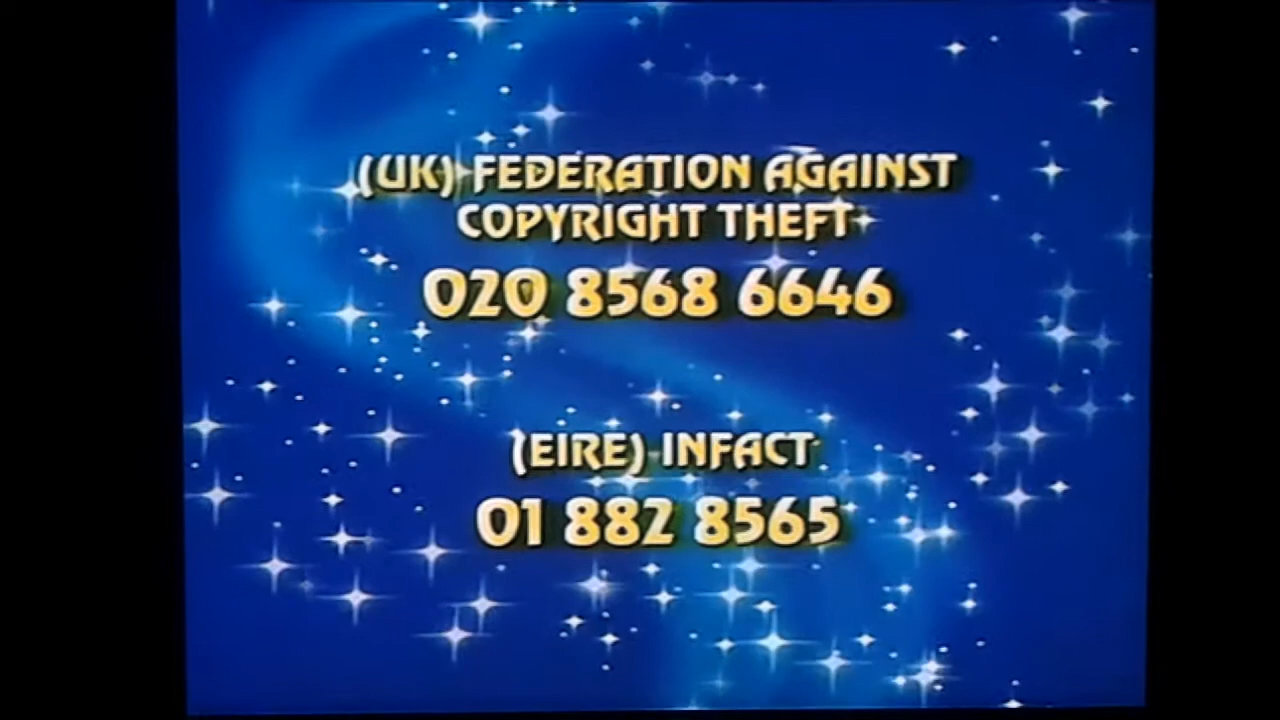 (UK) FEDERATION AGAINST
COPYRIGHT THEFT
020 8568 6646
(EIRE) INFACT
01 882 8565